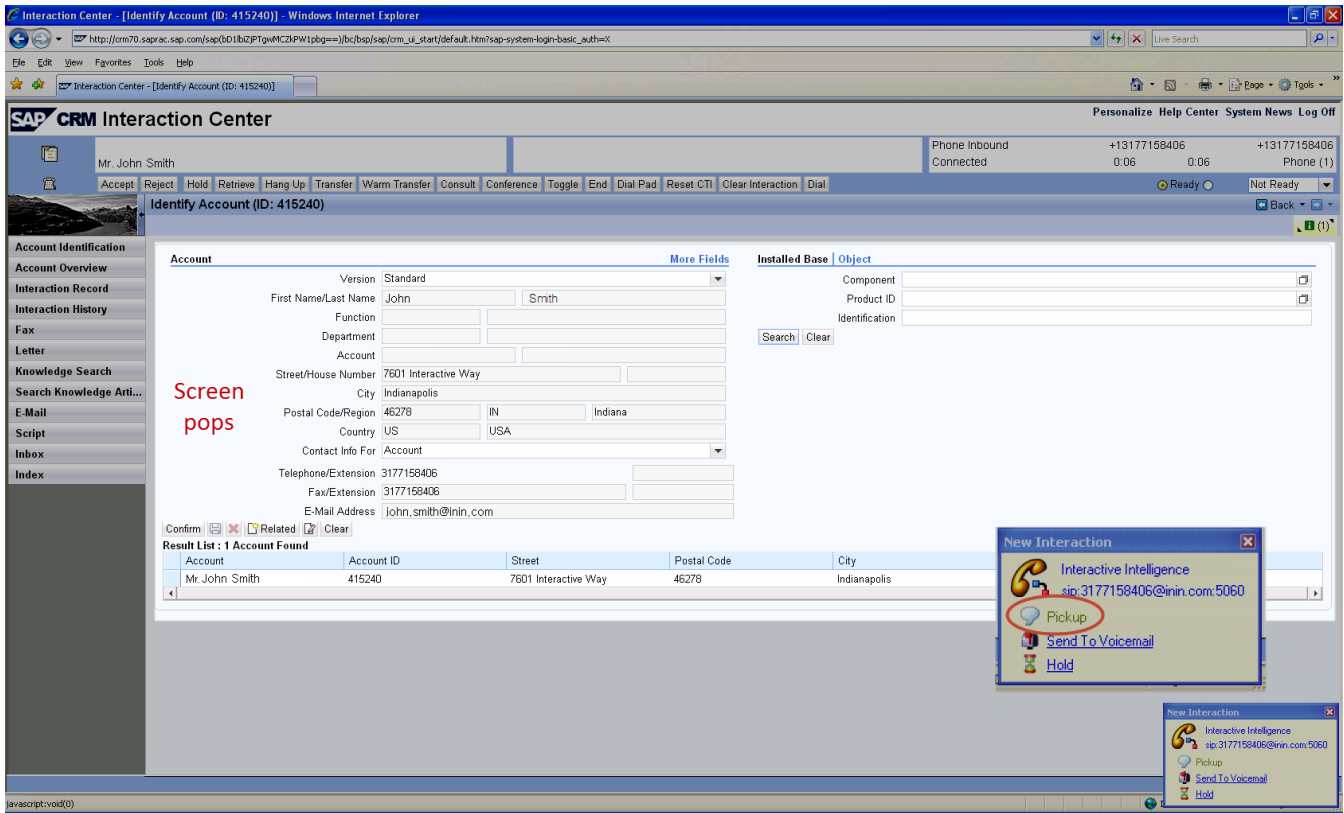 Interaction Center - [Identify Account (ID: 415240)] - Windows Internet Explorer
http://crm70.saprac.sap.com/sap(bD1lbiZjPTgwMCZkPW1pbg==)/bc/bsp/sap/crm_ui_start/default.htm?sap-system-login-basic_auth=X
Live Search
File Edit View Favorites Tools Help
Interaction Center - [Identify Account (ID: 415240)]
Page Tools
SAP CRM Interaction Center
Personalize Help Center System News Log Off
Mr. John Smith
Phone Inbound +13177158406 +13177158406
Connected 0:06 0:06 Phone (1)
Accept Reject Hold Retrieve Hang Up Transfer Warm Transfer Consult Conference Toggle End Dial Pad Reset CTI Clear Interaction Dial
Ready Not Ready
Identify Account (ID: 415240)
Back
(1)
Account Identification
Account Overview
Interaction Record
Interaction History
Fax
Letter
Knowledge Search
Search Knowledge Arti...
E-Mail
Script
Inbox
Index
Account More Fields
Version Standard
First Name/Last Name John Smith
Function
Department
Account
Street/House Number 7601 Interactive Way
City Indianapolis
Postal Code/Region 46278 IN Indiana
Country US USA
Contact Info For Account
Telephone/Extension 3177158406
Fax/Extension 3177158406
E-Mail Address john.smith@inin.com
Screen
pops
Installed Base Object
Component
Product ID
Identification
Search Clear
Confirm Related Clear
Result List : 1 Account Found
Account Account ID Street Postal Code City
Mr. John Smith 415240 7601 Interactive Way 46278 Indianapolis
New Interaction
Interactive Intelligence
sip:3177158406@inin.com:5060
Pickup
Send To Voicemail
Hold
New Interaction
Interactive Intelligence
sip:3177158406@inin.com:5060
Pickup
Send To Voicemail
Hold
javascript:void(0)